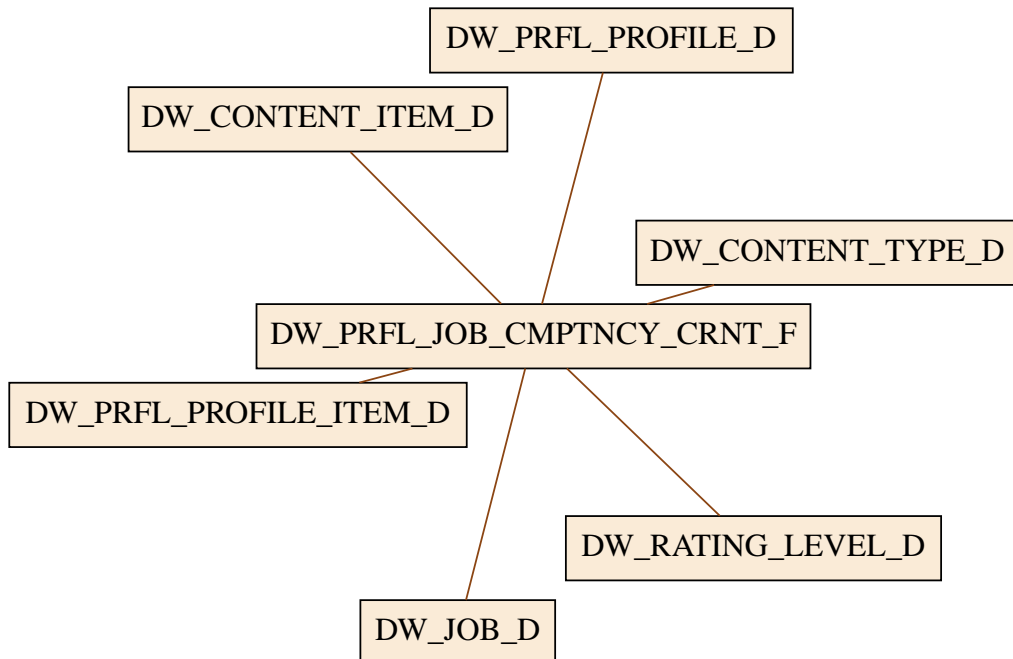 DW_PRFL_PROFILE_D
DW_CONTENT_ITEM_D
DW_CONTENT_TYPE_D
DW_PRFL_JOB_CMPTNCY_CRNT_F
DW_PRFL_PROFILE_ITEM_D
DW_RATING_LEVEL_D
DW_JOB_D